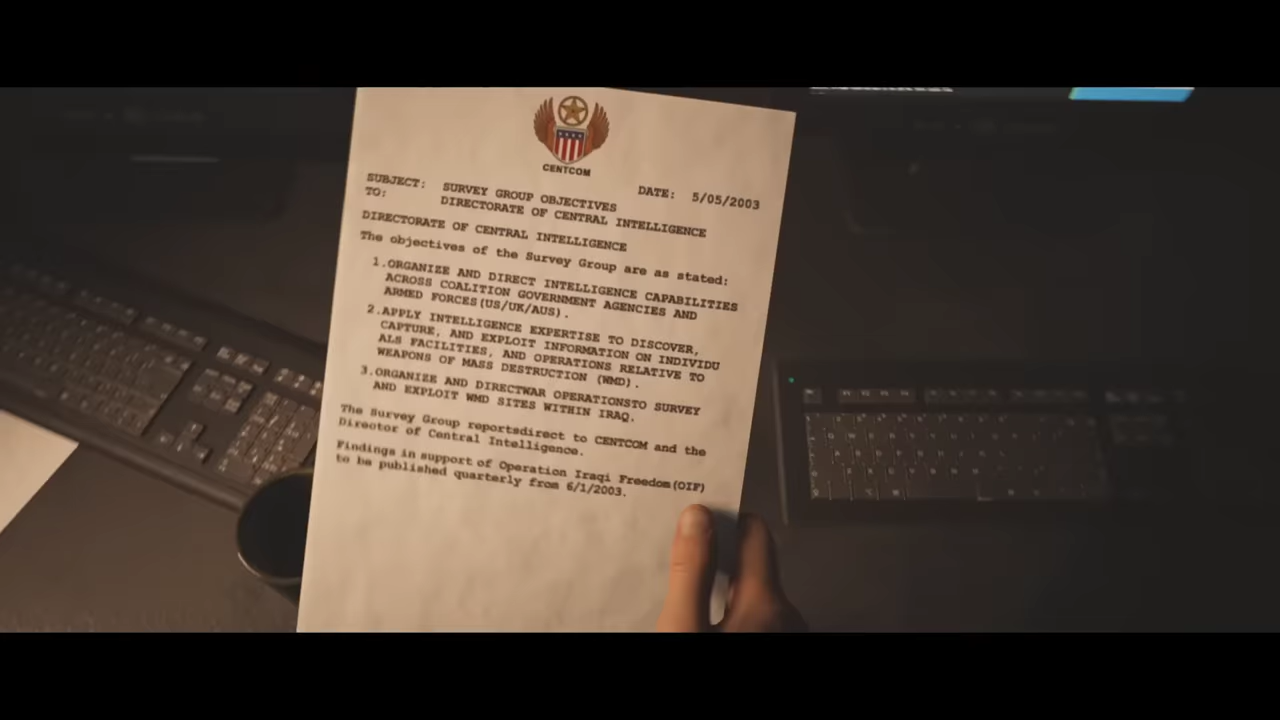 CENTCOM
SUBJECT: SURVEY GROUP OBJECTIVES DATE: 5/05/2003
TO: DIRECTORATE OF CENTRAL INTELLIGENCE
DIRECTORATE OF CENTRAL INTELLIGENCE
The objectives of the Survey Group are as stated:
1.ORGANIZE AND DIRECT INTELLIGENCE CAPABILITIES
ACROSS COALITION GOVERNMENT AGENCIES AND
ARMED FORCES(US/UK/AUS).
2.APPLY INTELLIGENCE EXPERTISE TO DISCOVER,
CAPTURE, AND EXPLOIT INFORMATION ON INDIVIDU
ALS FACILITIES, AND OPERATIONS RELATIVE TO
WEAPONS OF MASS DESTRUCTION (WMD).
3.ORGANIZE AND DIRECTWAR OPERATIONSTO SURVEY
AND EXPLOIT WMD SITES WITHIN IRAQ.
The Survey Group reportsdirect to CENTCOM and the
Director of Central Intelligence.
Findings in support of Operation Iraqi Freedom(OIF)
to be published quarterly from 6/1/2003.